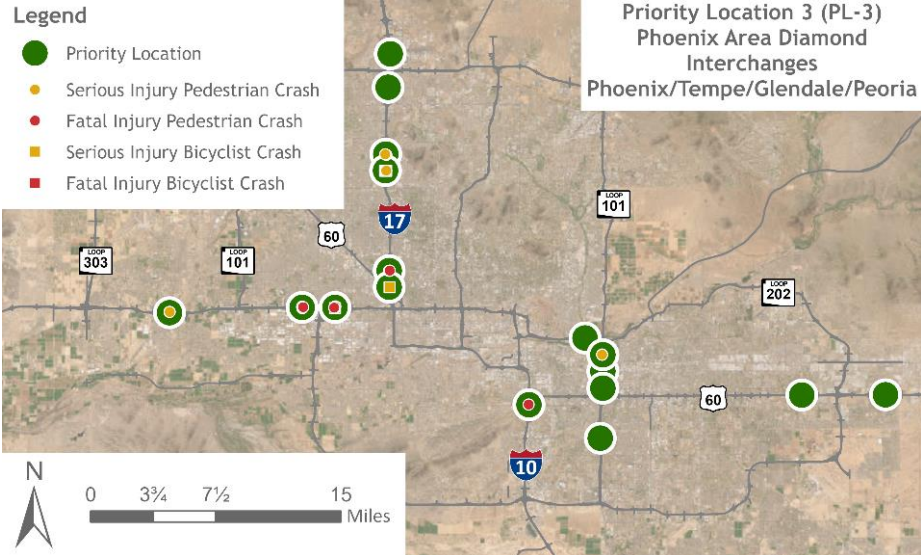 Legend
Priority Location
Serious Injury Pedestrian Crash
Fatal Injury Pedestrian Crash
Serious Injury Bicyclist Crash
Fatal Injury Bicyclist Crash
Priority Location 3 (PL-3)
Phoenix Area Diamond
Interchanges
Phoenix/Tempe/Glendale/Peoria
17
60
LOOP
303
LOOP
101
LOOP
101
LOOP
202
60
10
N
0 3¾ 7½ 15
Miles